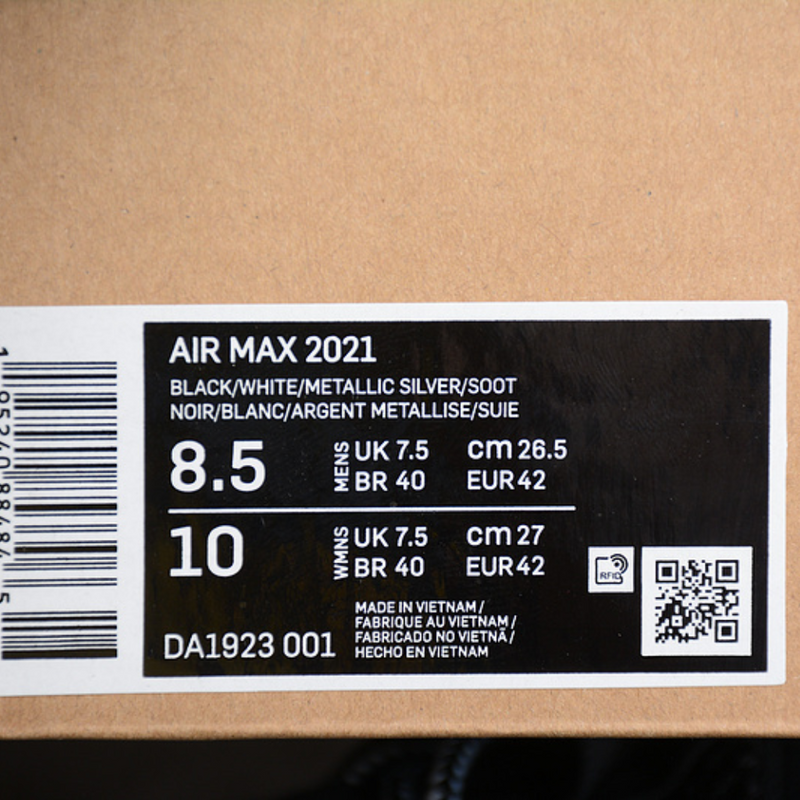 AIR MAX 2021
BLACK/WHITE/METALLIC SILVER/SOOT
NOIR/BLANC/ARGENT METALLISE/SUIE
8.5 MENS UK 7.5 cm 26.5
BR 40 EUR 42
10 WMNS UK 7.5 cm 27
BR 40 EUR 42
MADE IN VIETNAM /
FABRIQUE AU VIETNAM /
FABRICADO NO VIETNÃ /
HECHO EN VIETNAM
DA1923 001
RFID